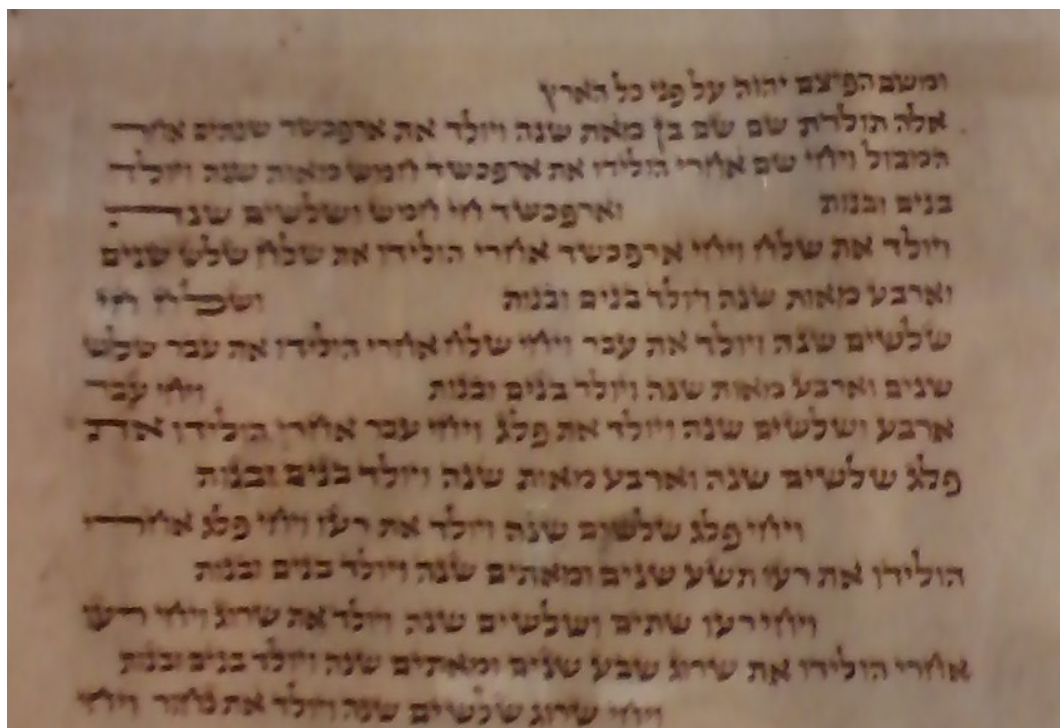 ומשם הפיצם יהוה על פני כל הארץ
אלה תולדת שם שם בן מאת שנה ויולד את ארפכשד שנתים אחר
המבול ויחי שם אחרי הולידו את ארפכשד חמש מאות שנה ויולד
בנים ובנות וארפכשד חי חמש ושלשים שנה
ויולד את שלח ויחי ארפכשד אחרי הולידו את שלח שלש שנים
וארבע מאות שנה ויולד בנים ובנות ושלח חי
שלשים שנה ויולד את עבר ויחי שלח אחרי הולידו את עבר שלש
שנים וארבע מאות שנה ויולד בנים ובנות ויחי עבר
ארבע ושלשים שנה ויולד את פלג ויחי עבר אחרי הולידו את
פלג שלשים שנה וארבע מאות שנה ויולד בנים ובנות
ויחי פלג שלשים שנה ויולד את רעו ויחי פלג אחרי
הולידו את רעו תשע שנים ומאתים שנה ויולד בנים ובנות
ויחי רעו שתים ושלשים שנה ויולד את שרוג ויחי רעו
אחרי הולידו את שרוג שבע שנים ומאתים שנה ויולד בנים ובנות
ויחי שרוג שלשים שנה ויולד את נחור ויחי